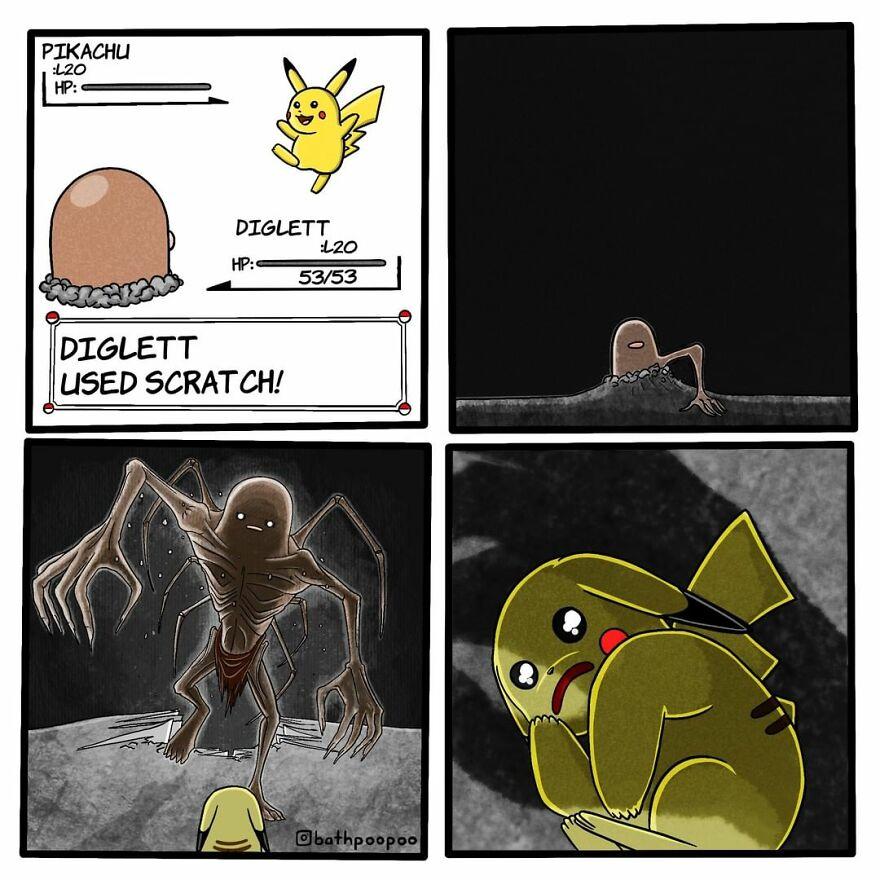 PIKACHU
:L20
HP:
DIGLETT
:L20
HP:
53/53
DIGLETT
USED SCRATCH!
@bathpoopoo